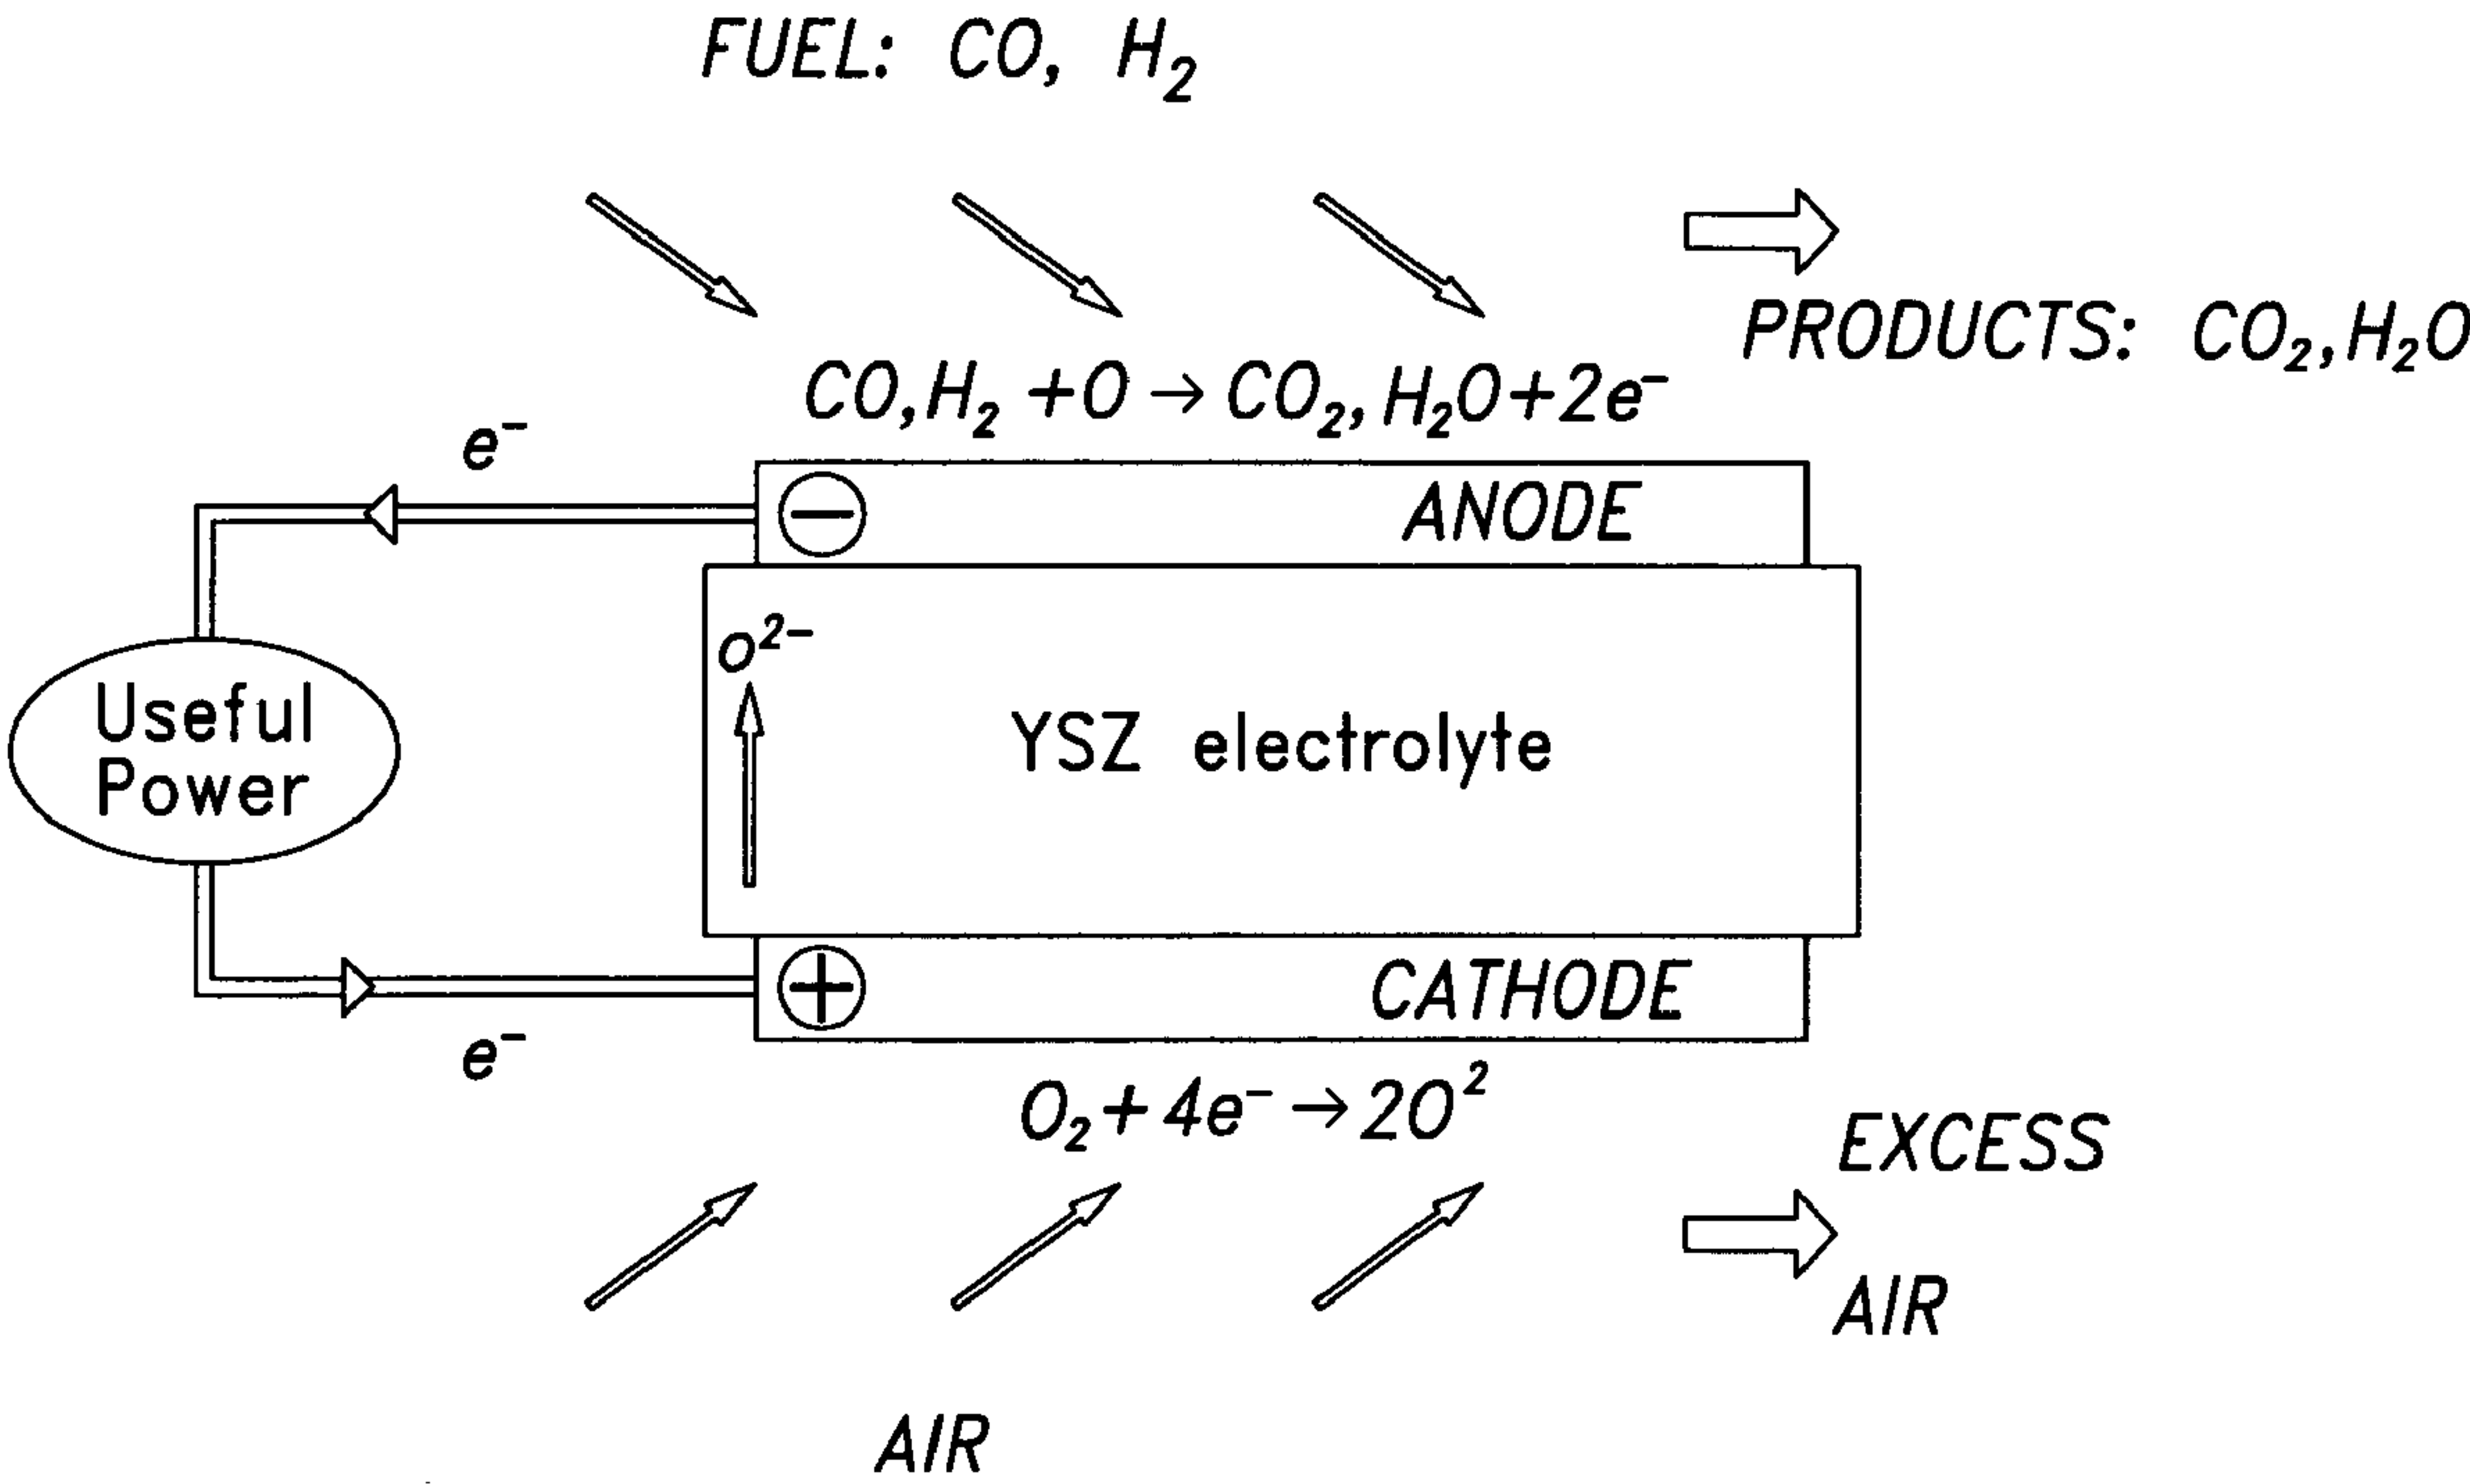 FUEL: CO, H₂
PRODUCTS: CO₂,H₂O
CO,H₂ +O → CO₂,H₂O+2e⁻
e⁻
⊖ ANODE
O²⁻
Useful
Power
YSZ electrolyte
⊕ CATHODE
e⁻
O₂+4e⁻→2O²
EXCESS
AIR
AIR